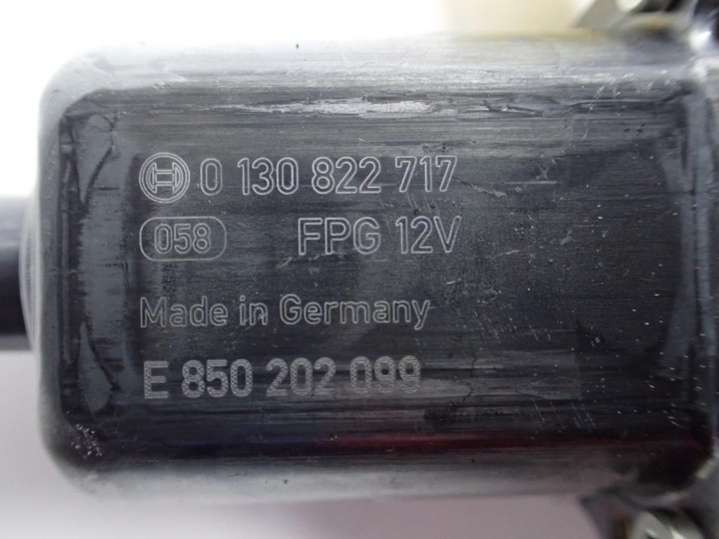 0 130 822 717
058 FPG 12V
Made in Germany
E 850 202 099